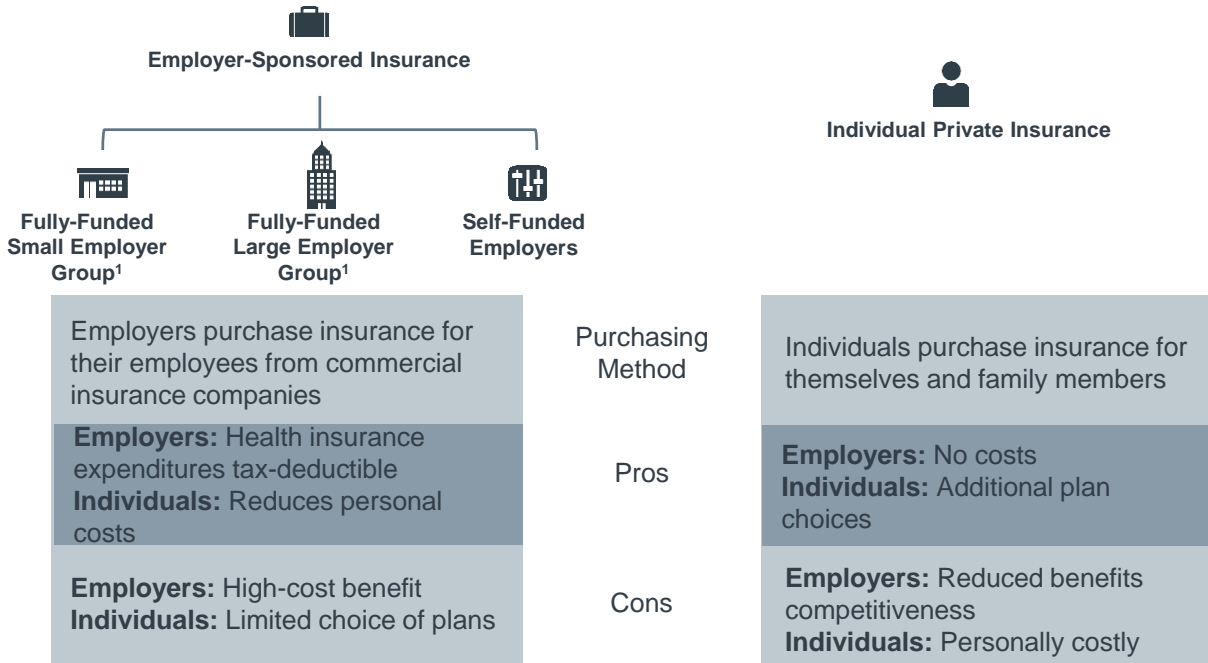 Employer-Sponsored Insurance
Individual Private Insurance
Fully-Funded
Small Employer
Group¹
Fully-Funded
Large Employer
Group¹
Self-Funded
Employers
Employers purchase insurance for
their employees from commercial
insurance companies
Purchasing
Method
Individuals purchase insurance for
themselves and family members
Employers: Health insurance
expenditures tax-deductible
Individuals: Reduces personal
costs
Pros
Employers: No costs
Individuals: Additional plan
choices
Employers: High-cost benefit
Individuals: Limited choice of plans
Cons
Employers: Reduced benefits
competitiveness
Individuals: Personally costly